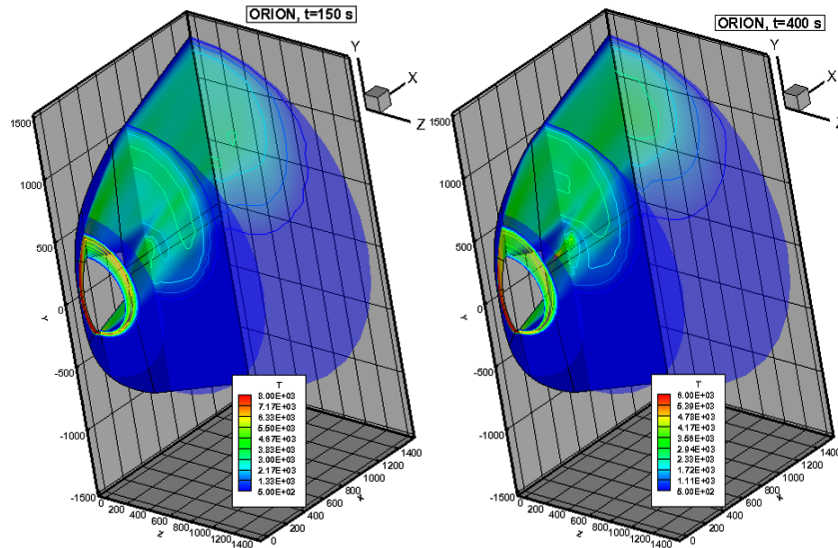 ORION, t=150 s
Y
X
Z
1500
1000
500
0
Y
-500
-1000
-1500
T
8.00E+03
7.17E+03
6.33E+03
5.50E+03
4.67E+03
3.83E+03
3.00E+03
2.17E+03
1.33E+03
5.00E+02
0
200
400
600
800
1000
1200
1400
Z
0
200
400
600
800
X
1000
1200
1400
ORION, t=400 s
Y
X
Z
1500
1000
500
0
Y
-500
-1000
-1500
T
6.00E+03
5.39E+03
4.78E+03
4.17E+03
3.56E+03
2.94E+03
2.33E+03
1.72E+03
1.11E+03
5.00E+02
0
200
400
600
800
1000
1200
1400
Z
0
200
400
600
800
X
1000
1200
1400